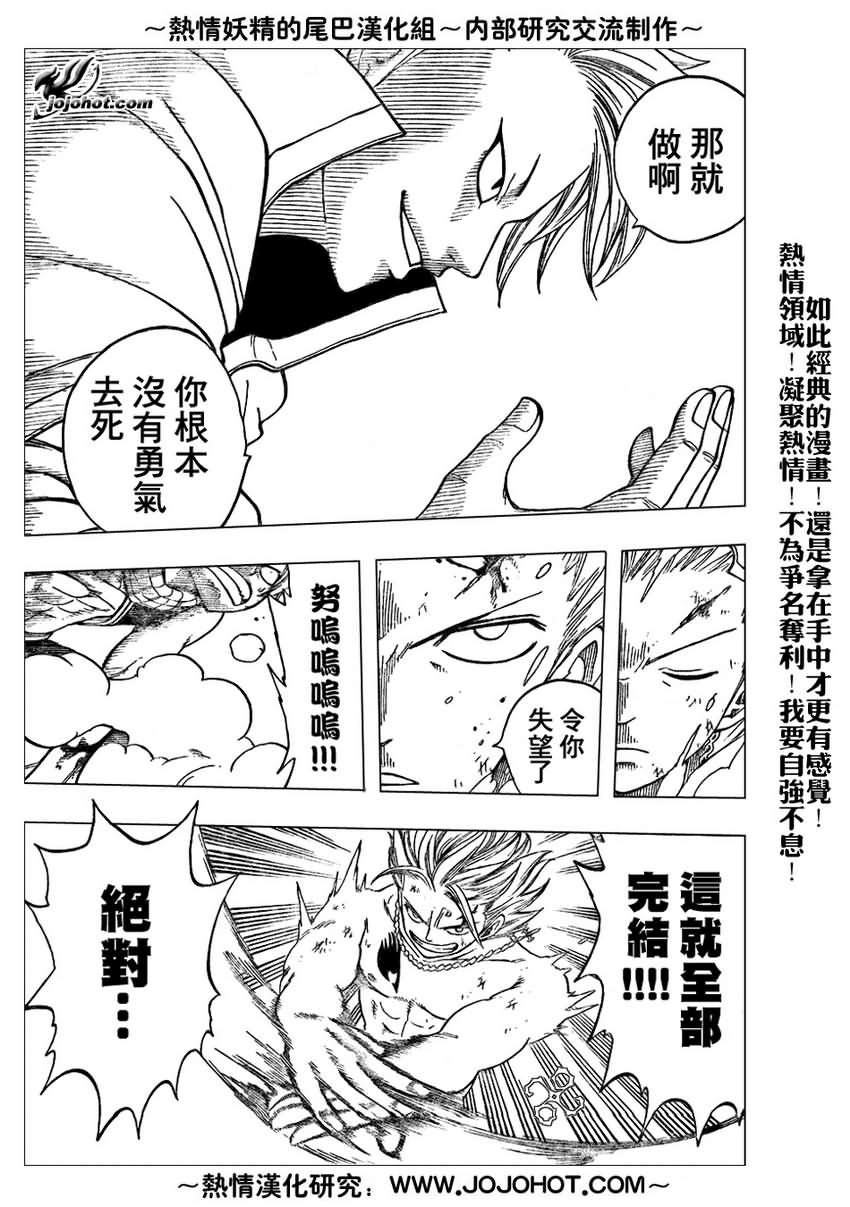 ～熱情妖精的尾巴漢化組～内部研究交流制作～
jojohot.com
那就
做啊
你根本
沒有勇氣
去死
令你
失望了
努嗚嗚嗚嗚!!!
這就全部
完結!!!!
絕對…
如此經典的漫畫！還是拿在手中才更有感覺！
熱情領域！凝聚熱情！不為爭名奪利！我要自強不息！
～熱情漢化研究：WWW.JOJOHOT.COM～